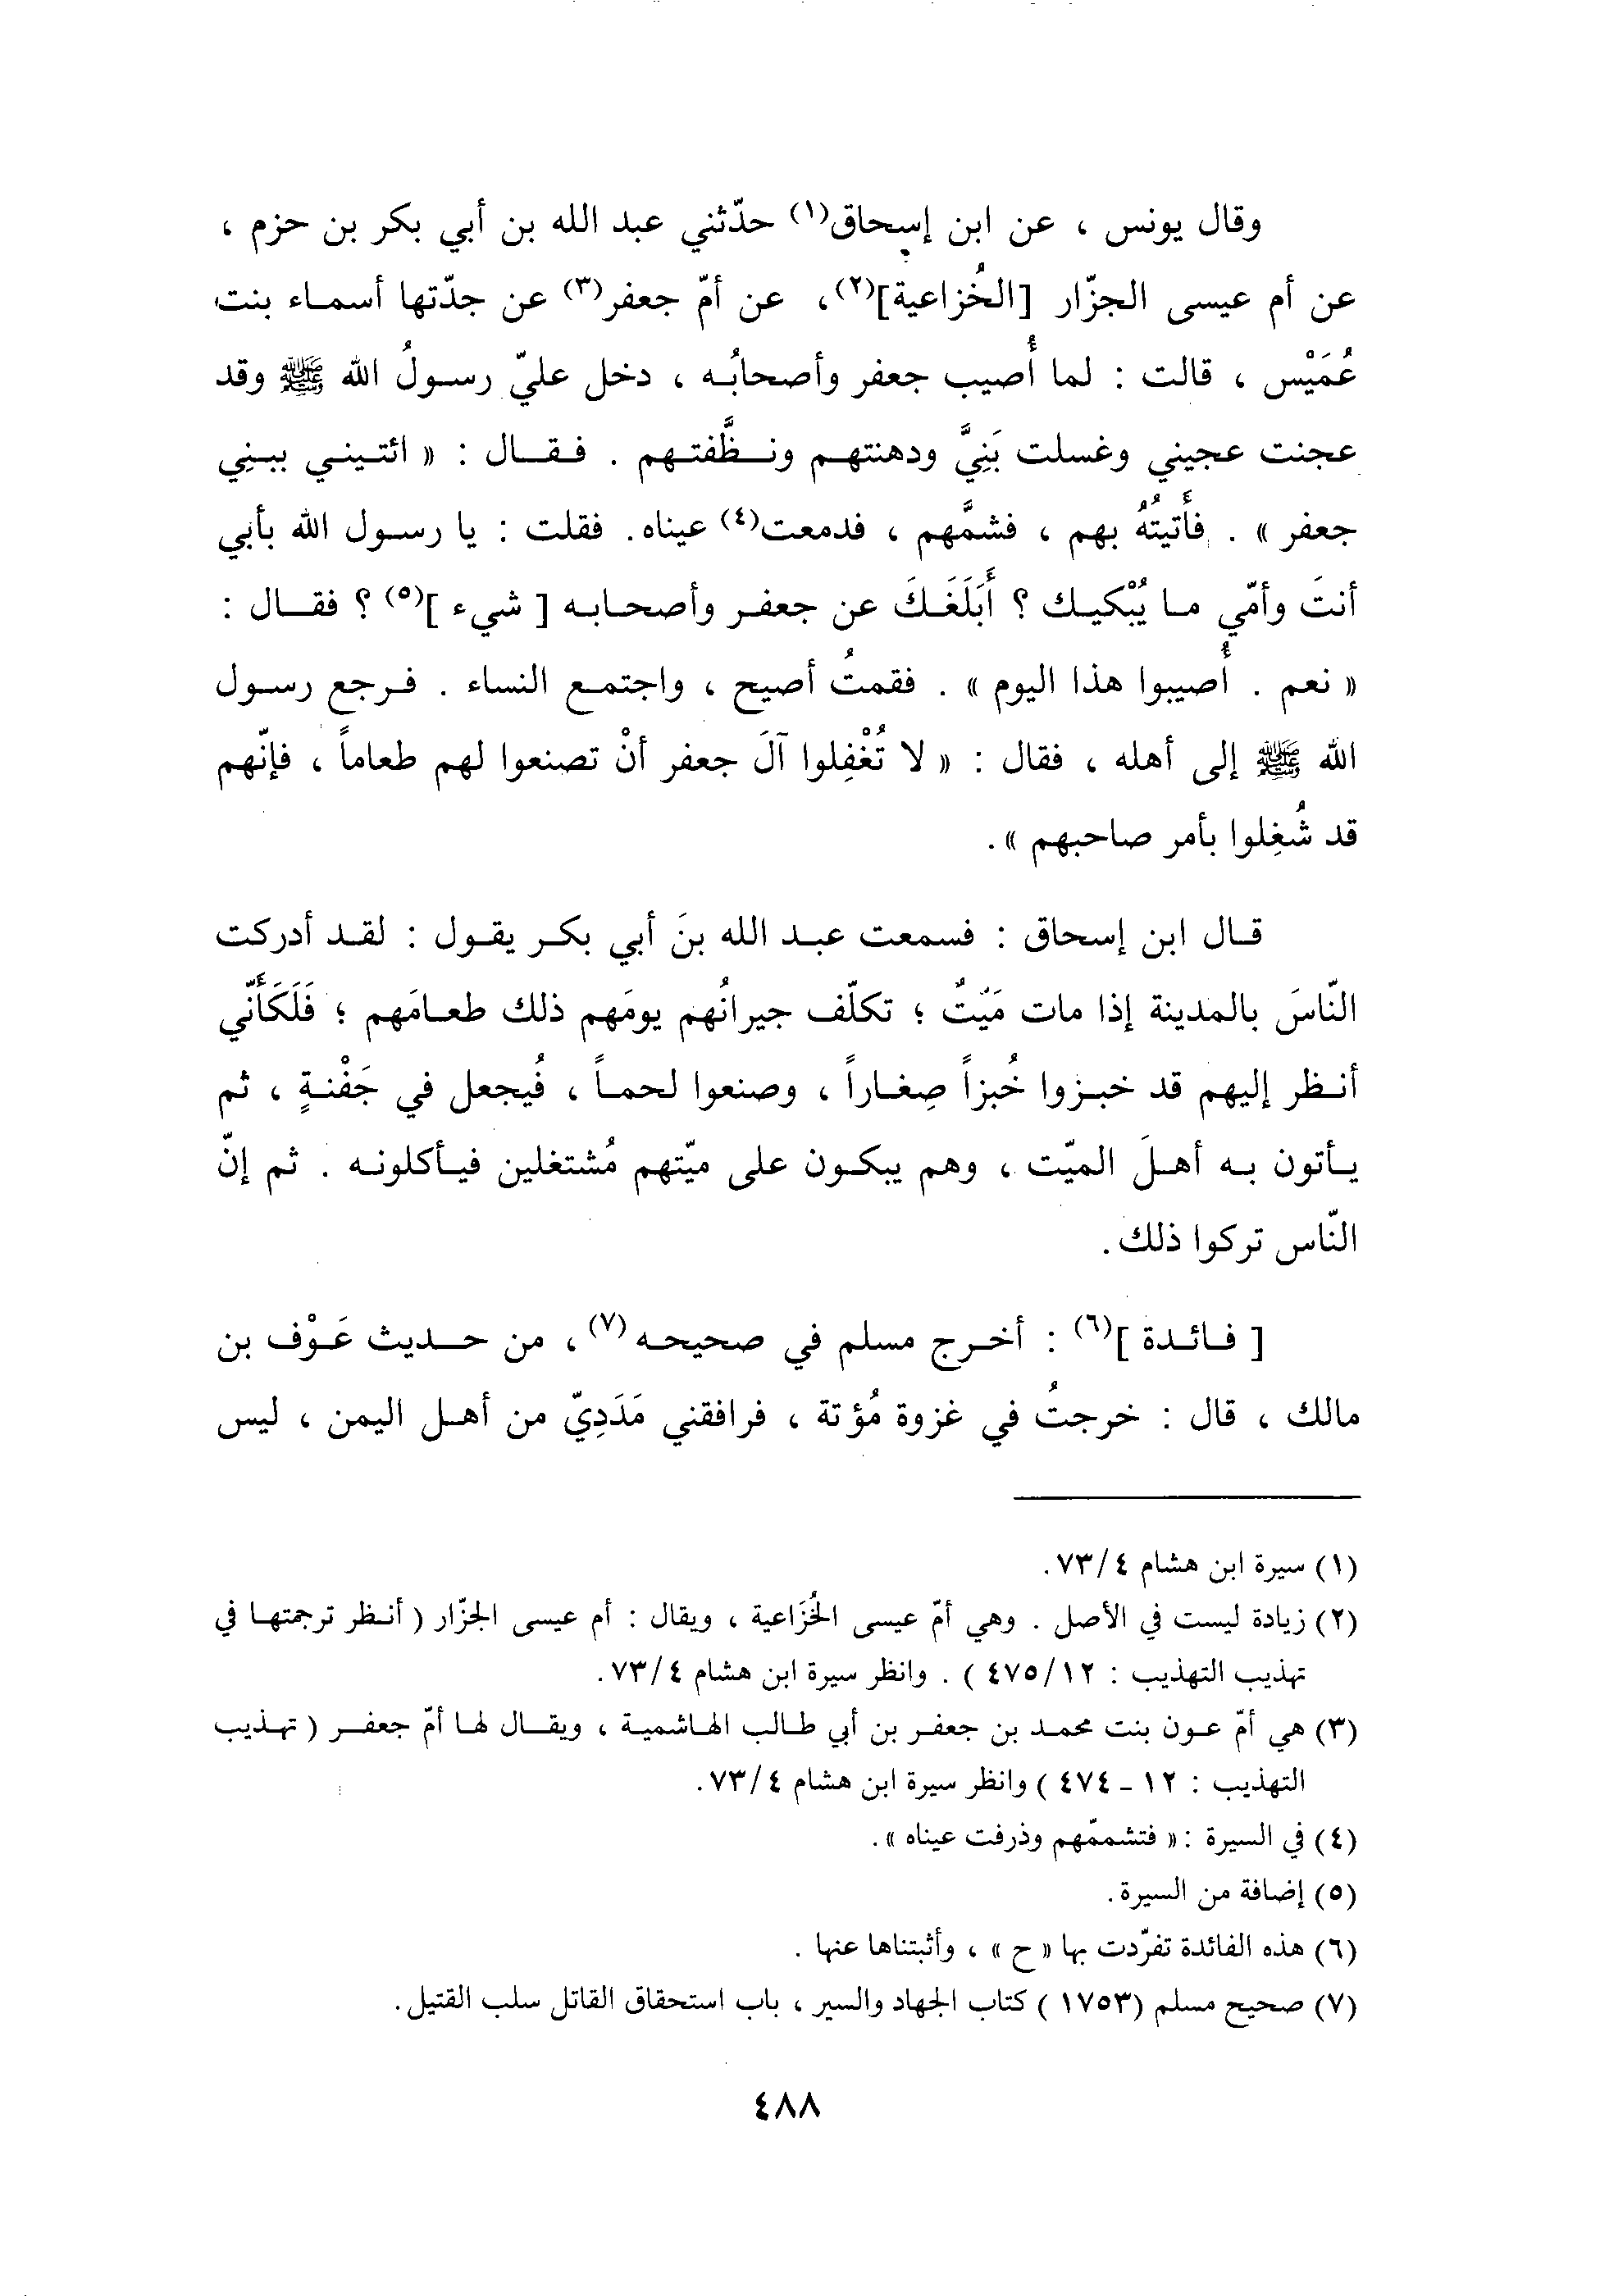 وقال يونس ، عن ابن إسحاق(١) حدّثني عبد الله بن أبي بكر بن حزم ،
عن أم عيسى الجزّار [الخُزاعية](٢)، عن أمّ جعفر(٣) عن جدّتها أسماء بنت
عُمَيْس ، قالت : لما أُصيب جعفر وأصحابُه ، دخل عليّ رسولُ الله ﷺ وقد
عجنت عجيني وغسلت بَنِيَّ ودهنتهم ونظَّفتهم . فقال : « ائتيني ببنِي
جعفر » . فأَتيتُهُ بهم ، فشمَّهم ، فدمعت(٤) عيناه. فقلت : يا رسول الله بأبي
أنتَ وأمّي ما يُبْكيك ؟ أَبَلَغَكَ عن جعفر وأصحابه [ شيء ](٥) ؟ فقال :
« نعم . أُصيبوا هذا اليوم » . فقمتُ أصيح ، واجتمع النساء . فرجع رسول
الله ﷺ إلى أهله ، فقال : « لا تُغْفِلوا آلَ جعفر أنْ تصنعوا لهم طعاماً ، فإنّهم
قد شُغِلوا بأمر صاحبهم ».
قال ابن إسحاق : فسمعت عبد الله بنَ أبي بكر يقول : لقد أدركت
النّاسَ بالمدينة إذا مات مَيّتٌ ؛ تكلّف جيرانُهم يومَهم ذلك طعامَهم ؛ فَلَكَأَنّي
أنظر إليهم قد خبزوا خُبزاً صِغاراً ، وصنعوا لحماً ، فُيجعل في جَفْنةٍ ، ثم
يأتون به أهلَ الميّت ، وهم يبكون على ميّتهم مُشتغلين فيأكلونه . ثم إنّ
النّاس تركوا ذلك .
[ فائدة ](٦) : أخرج مسلم في صحيحه(٧) ، من حديث عَوْف بن
مالك ، قال : خرجتُ في غزوة مُؤتة ، فرافقني مَدَدِيّ من أهل اليمن ، ليس
(١) سيرة ابن هشام ٤/ ٧٣.
(٢) زيادة ليست في الأصل . وهي أمّ عيسى الخُزَاعية ، ويقال : أم عيسى الجزّار ( أنظر ترجمتها في
تهذيب التهذيب : ١٢/ ٤٧٥ ) . وانظر سيرة ابن هشام ٤/ ٧٣.
(٣) هي أمّ عون بنت محمد بن جعفر بن أبي طالب الهاشمية ، ويقال لها أمّ جعفر ( تهذيب
التهذيب : ١٢ - ٤٧٤ ) وانظر سيرة ابن هشام ٤/ ٧٣.
(٤) في السيرة : « فتشممّهم وذرفت عيناه ».
(٥) إضافة من السيرة.
(٦) هذه الفائدة تفرّدت بها « ح » ، وأثبتناها عنها .
(٧) صحيح مسلم (١٧٥٣ ) كتاب الجهاد والسير ، باب استحقاق القاتل سلب القتيل.
٤٨٨